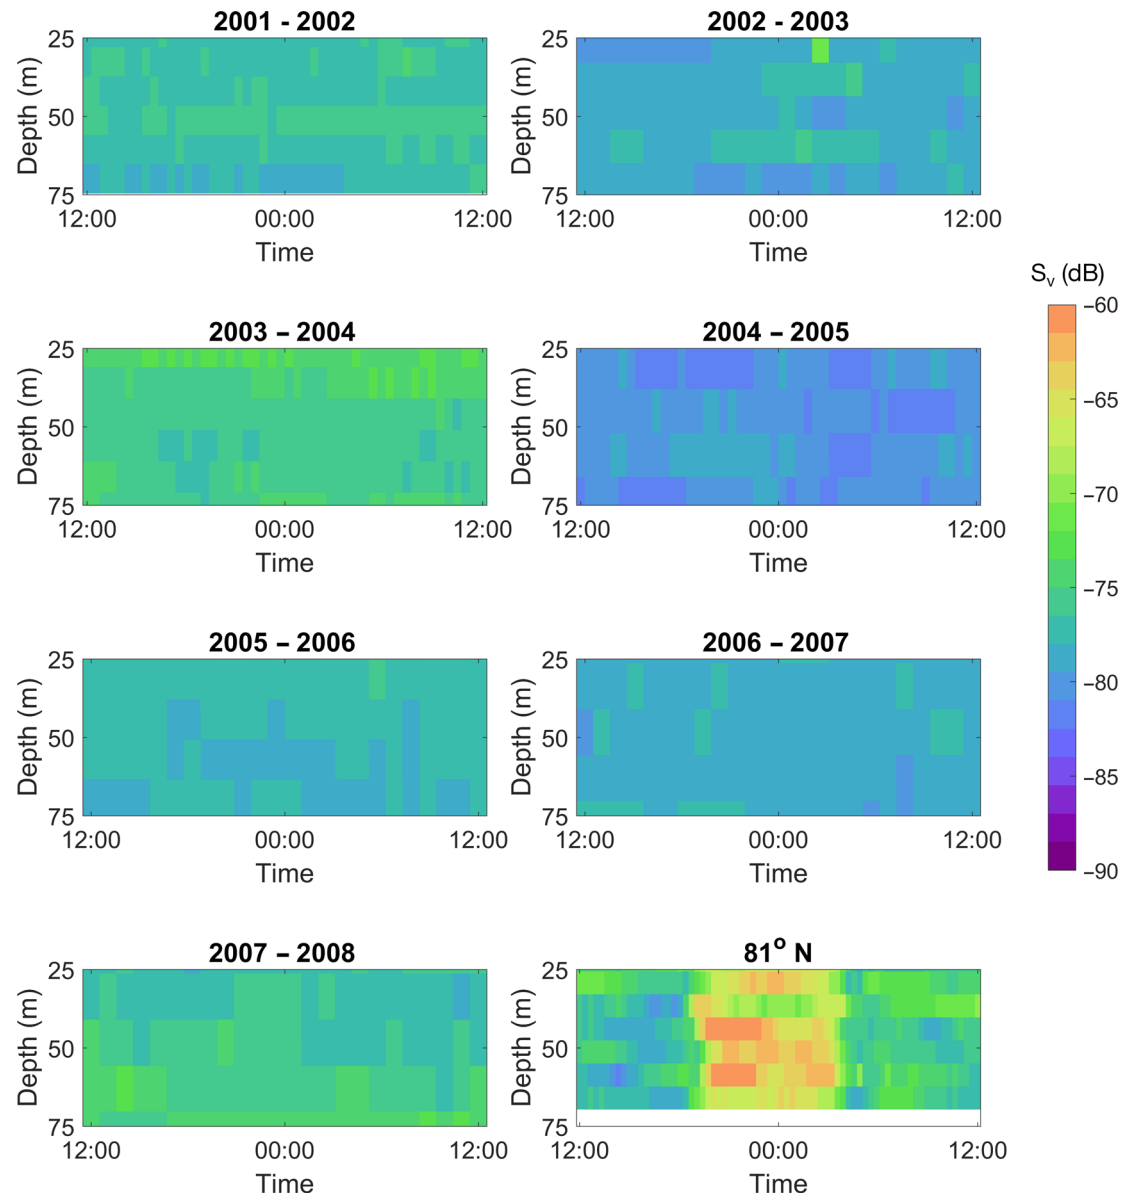 2001 - 2002
2002 - 2003
25
50
75
Depth (m)
12:00
00:00
12:00
Time
25
50
75
Depth (m)
12:00
00:00
12:00
Time
Sv (dB)
−60
−65
−70
−75
−80
−85
−90
2003 – 2004
2004 – 2005
25
50
75
Depth (m)
12:00
00:00
12:00
Time
25
50
75
Depth (m)
12:00
00:00
12:00
Time
2005 – 2006
2006 – 2007
25
50
75
Depth (m)
12:00
00:00
12:00
Time
25
50
75
Depth (m)
12:00
00:00
12:00
Time
2007 – 2008
81° N
25
50
75
Depth (m)
12:00
00:00
12:00
Time
25
50
75
Depth (m)
12:00
00:00
12:00
Time